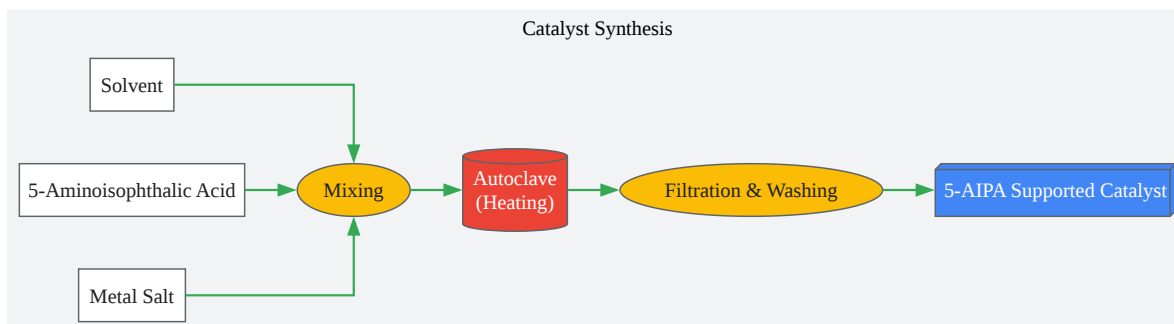 Catalyst Synthesis
Solvent
5-Aminoisophthalic Acid
Mixing
Autoclave
(Heating)
Filtration & Washing
5-AIPA Supported Catalyst
Metal Salt